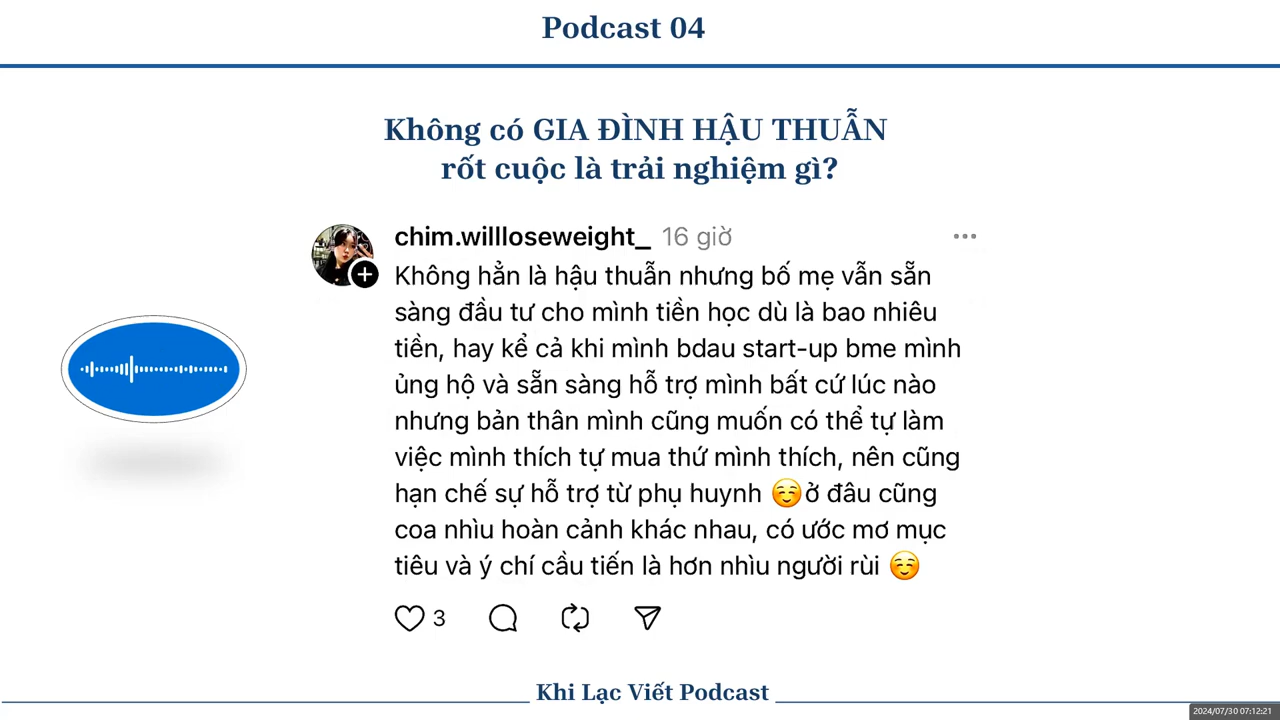 Podcast 04
Không có GIA ĐÌNH HẬU THUẪN
rốt cuộc là trải nghiệm gì?
chim.willloseweight_ 16 giờ
Không hẳn là hậu thuẫn nhưng bố mẹ vẫn sẵn
sàng đầu tư cho mình tiền học dù là bao nhiêu
tiền, hay kể cả khi mình bdau start-up bme mình
ủng hộ và sẵn sàng hỗ trợ mình bất cứ lúc nào
nhưng bản thân mình cũng muốn có thể tự làm
việc mình thích tự mua thứ mình thích, nên cũng
hạn chế sự hỗ trợ từ phụ huynh ☺️ở đâu cũng
coa nhìu hoàn cảnh khác nhau, có ước mơ mục
tiêu và ý chí cầu tiến là hơn nhìu người rùi ☺️
3
Khi Lạc Viết Podcast
2024/07/30 07:12:21